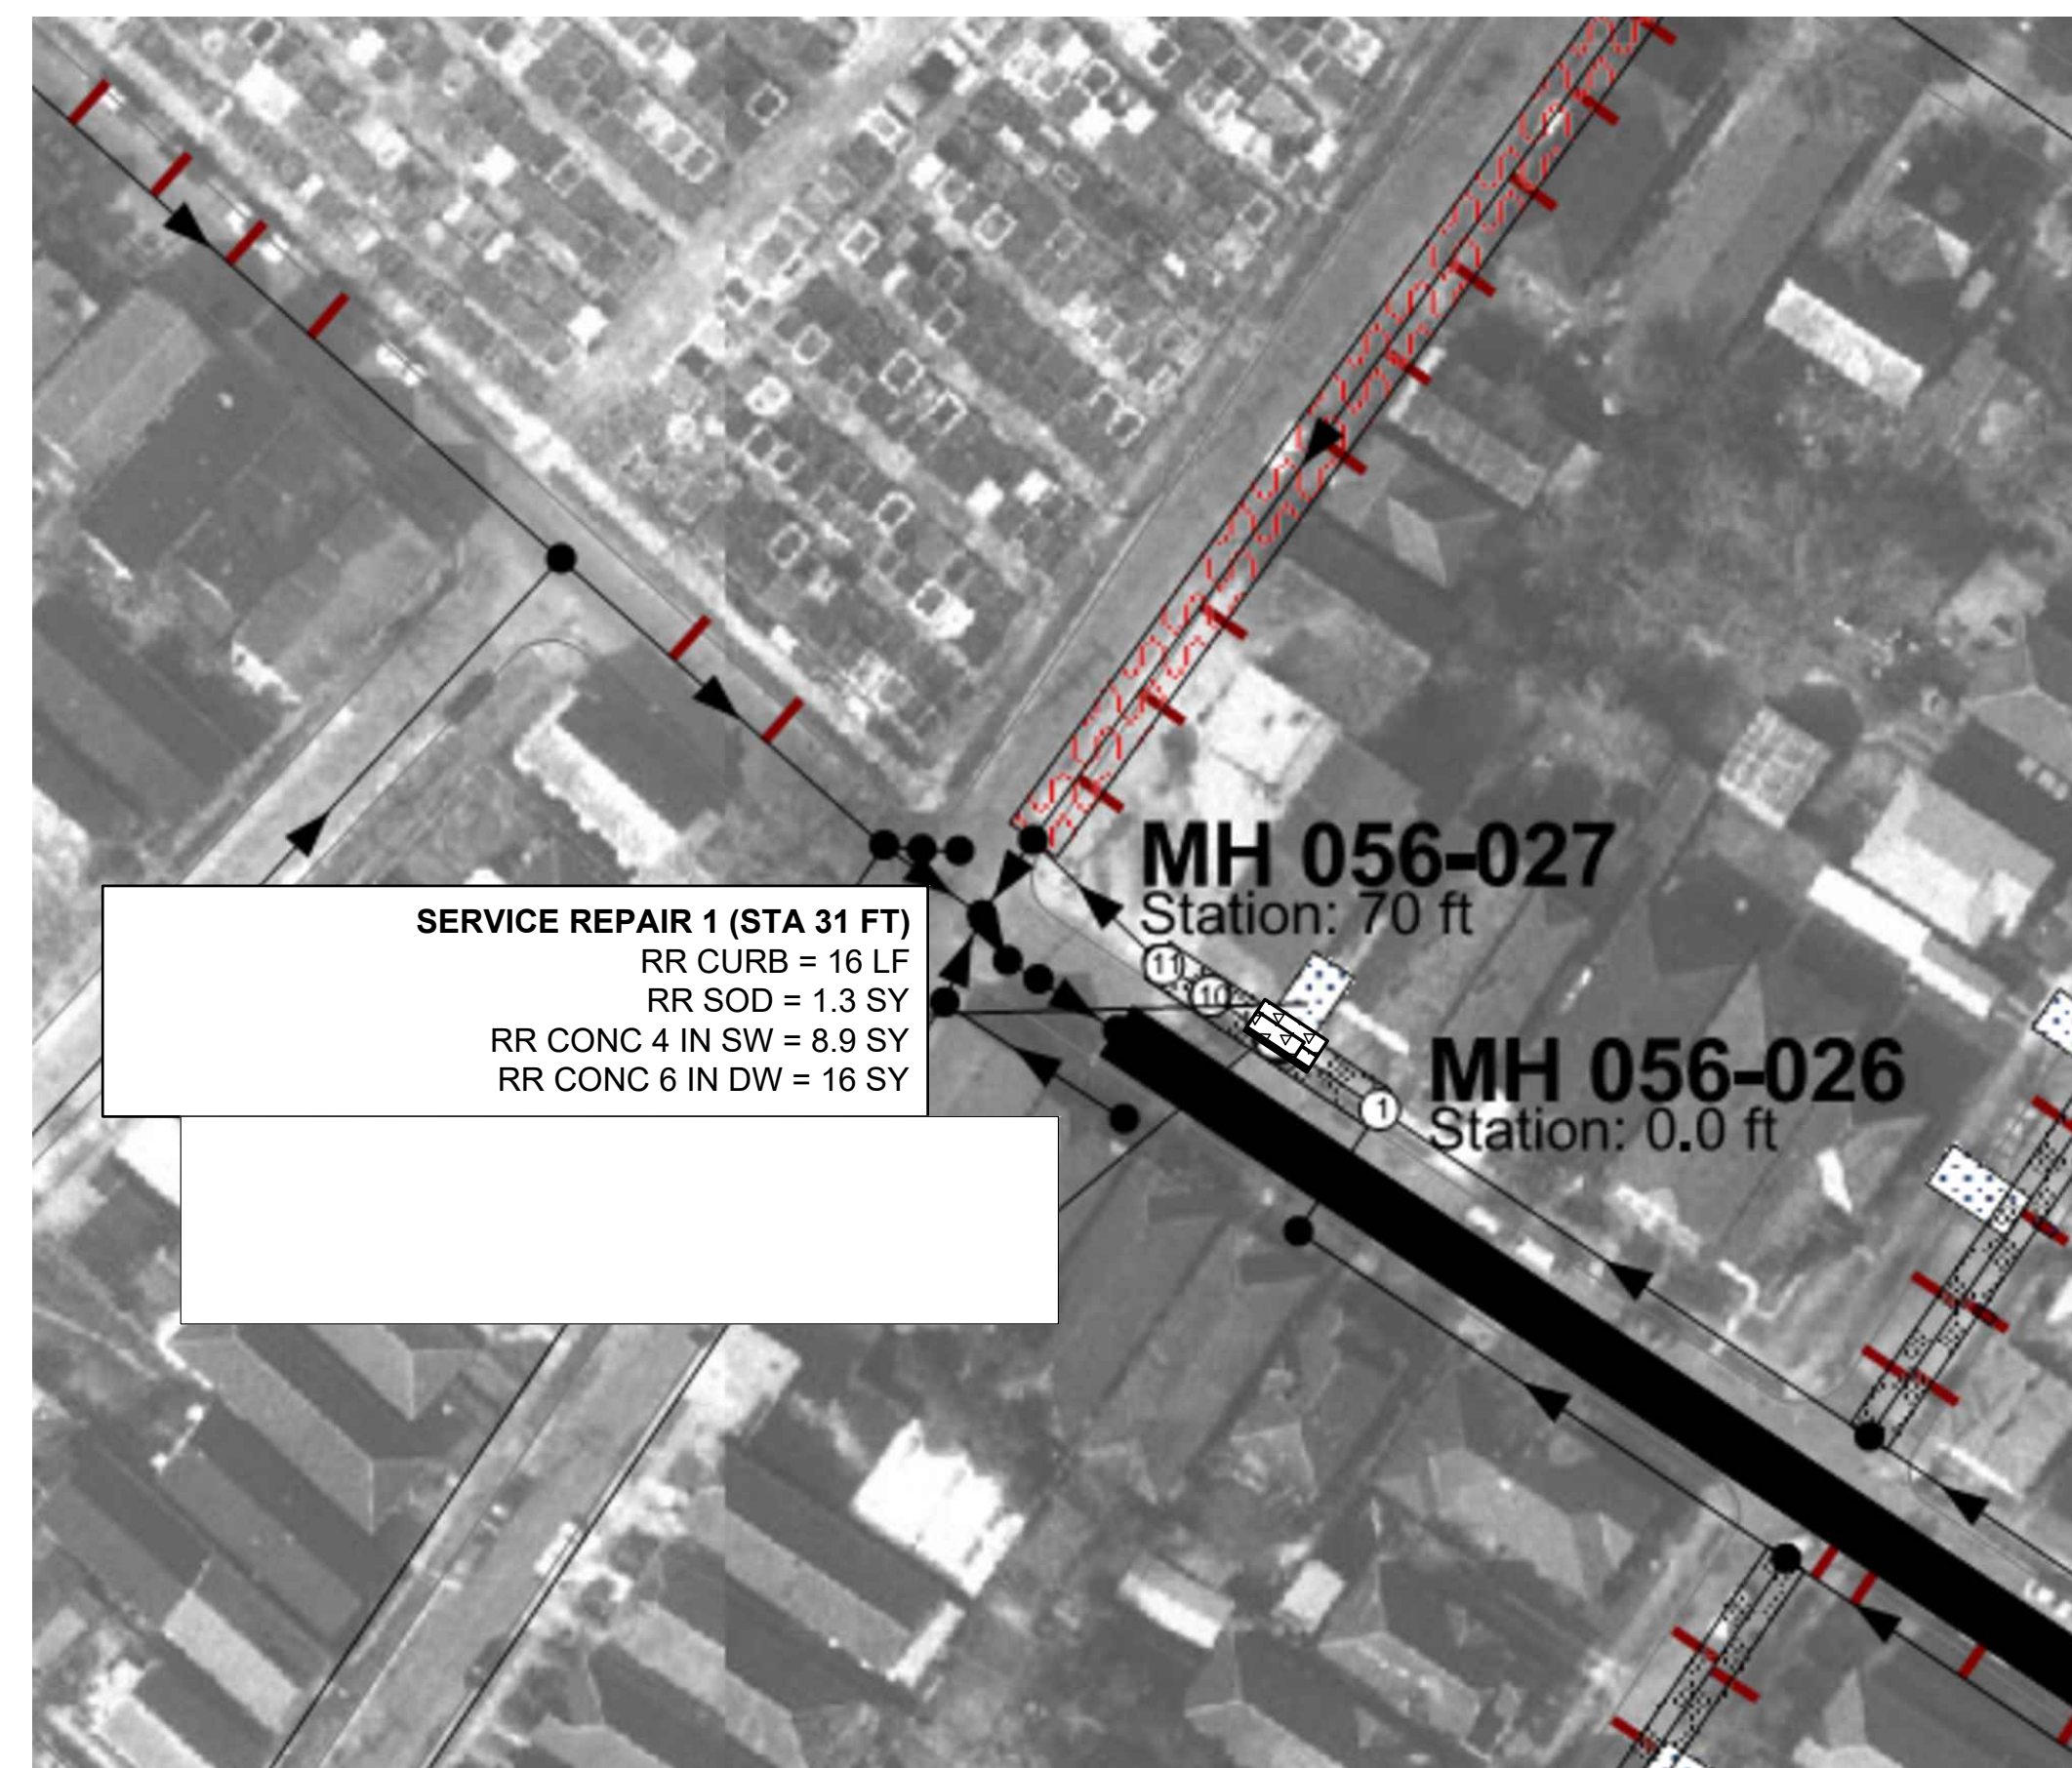 MH 056-027
Station: 70 ft
SERVICE REPAIR 1 (STA 31 FT)
RR CURB = 16 LF
RR SOD = 1.3 SY
RR CONC 4 IN SW = 8.9 SY
RR CONC 6 IN DW = 16 SY
11
10
MH 056-026
Station: 0.0 ft
1